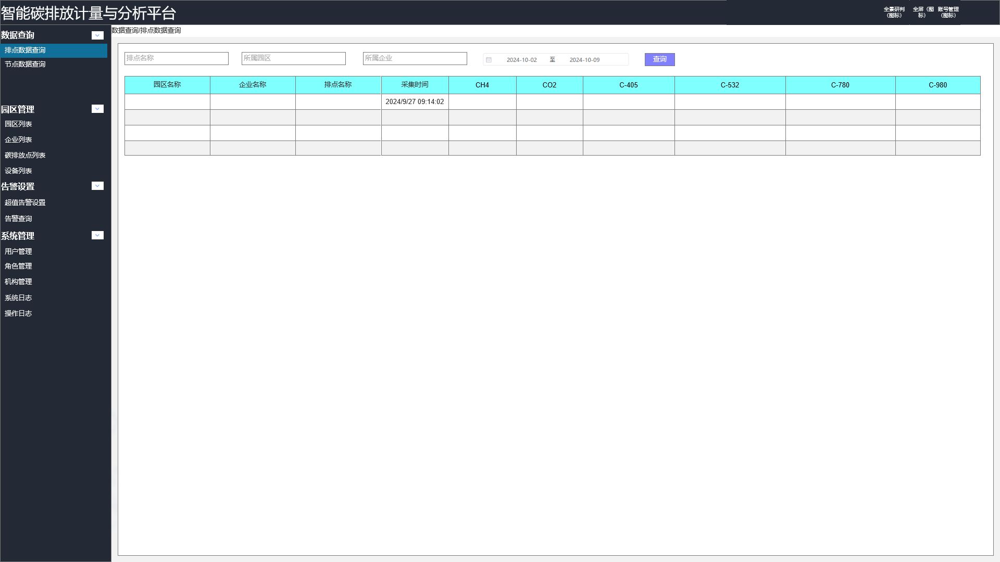 智能碳排放计量与分析平台
全景研判
（图标）
全屏（图
标）
账号管理
（图标）
数据查询
排点数据查询
节点数据查询
园区管理
园区列表
企业列表
碳排放点列表
设备列表
告警设置
超值告警设置
告警查询
系统管理
用户管理
角色管理
机构管理
系统日志
操作日志
数据查询/排点数据查询
排点名称 所属园区 所属企业 2024-10-02 至 2024-10-09 查询
园区名称 企业名称 排点名称 采集时间 CH4 CO2 C-405 C-532 C-780 C-980
2024/9/27 09:14:02